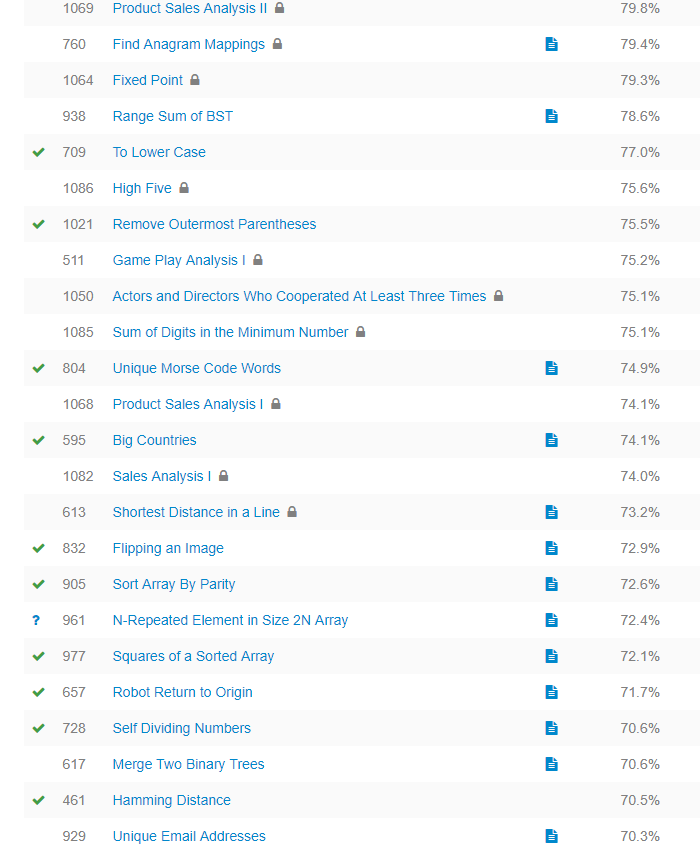 1069 Product Sales Analysis II 79.8%
760 Find Anagram Mappings 79.4%
1064 Fixed Point 79.3%
938 Range Sum of BST 78.6%
709 To Lower Case 77.0%
1086 High Five 75.6%
1021 Remove Outermost Parentheses 75.5%
511 Game Play Analysis I 75.2%
1050 Actors and Directors Who Cooperated At Least Three Times 75.1%
1085 Sum of Digits in the Minimum Number 75.1%
804 Unique Morse Code Words 74.9%
1068 Product Sales Analysis I 74.1%
595 Big Countries 74.1%
1082 Sales Analysis I 74.0%
613 Shortest Distance in a Line 73.2%
832 Flipping an Image 72.9%
905 Sort Array By Parity 72.6%
? 961 N-Repeated Element in Size 2N Array 72.4%
977 Squares of a Sorted Array 72.1%
657 Robot Return to Origin 71.7%
728 Self Dividing Numbers 70.6%
617 Merge Two Binary Trees 70.6%
461 Hamming Distance 70.5%
929 Unique Email Addresses 70.3%